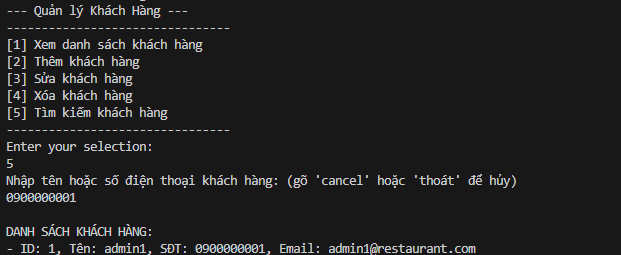 --- Quản lý Khách Hàng ---
--------------------------------
[1] Xem danh sách khách hàng
[2] Thêm khách hàng
[3] Sửa khách hàng
[4] Xóa khách hàng
[5] Tìm kiếm khách hàng
--------------------------------
Enter your selection:
5
Nhập tên hoặc số điện thoại khách hàng: (gõ 'cancel' hoặc 'thoát' để hủy)
0900000001
DANH SÁCH KHÁCH HÀNG:
- ID: 1, Tên: admin1, SĐT: 0900000001, Email: admin1@restaurant.com